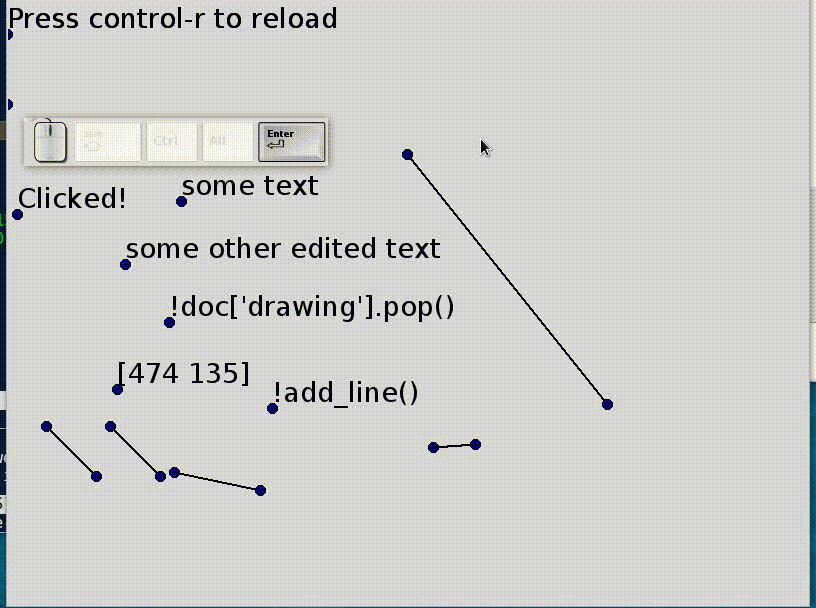 Press control-r to reload
Ctrl
Alt
Enter
Clicked!
some text
some other edited text
!doc['drawing'].pop()
[474 135]
!add_line()